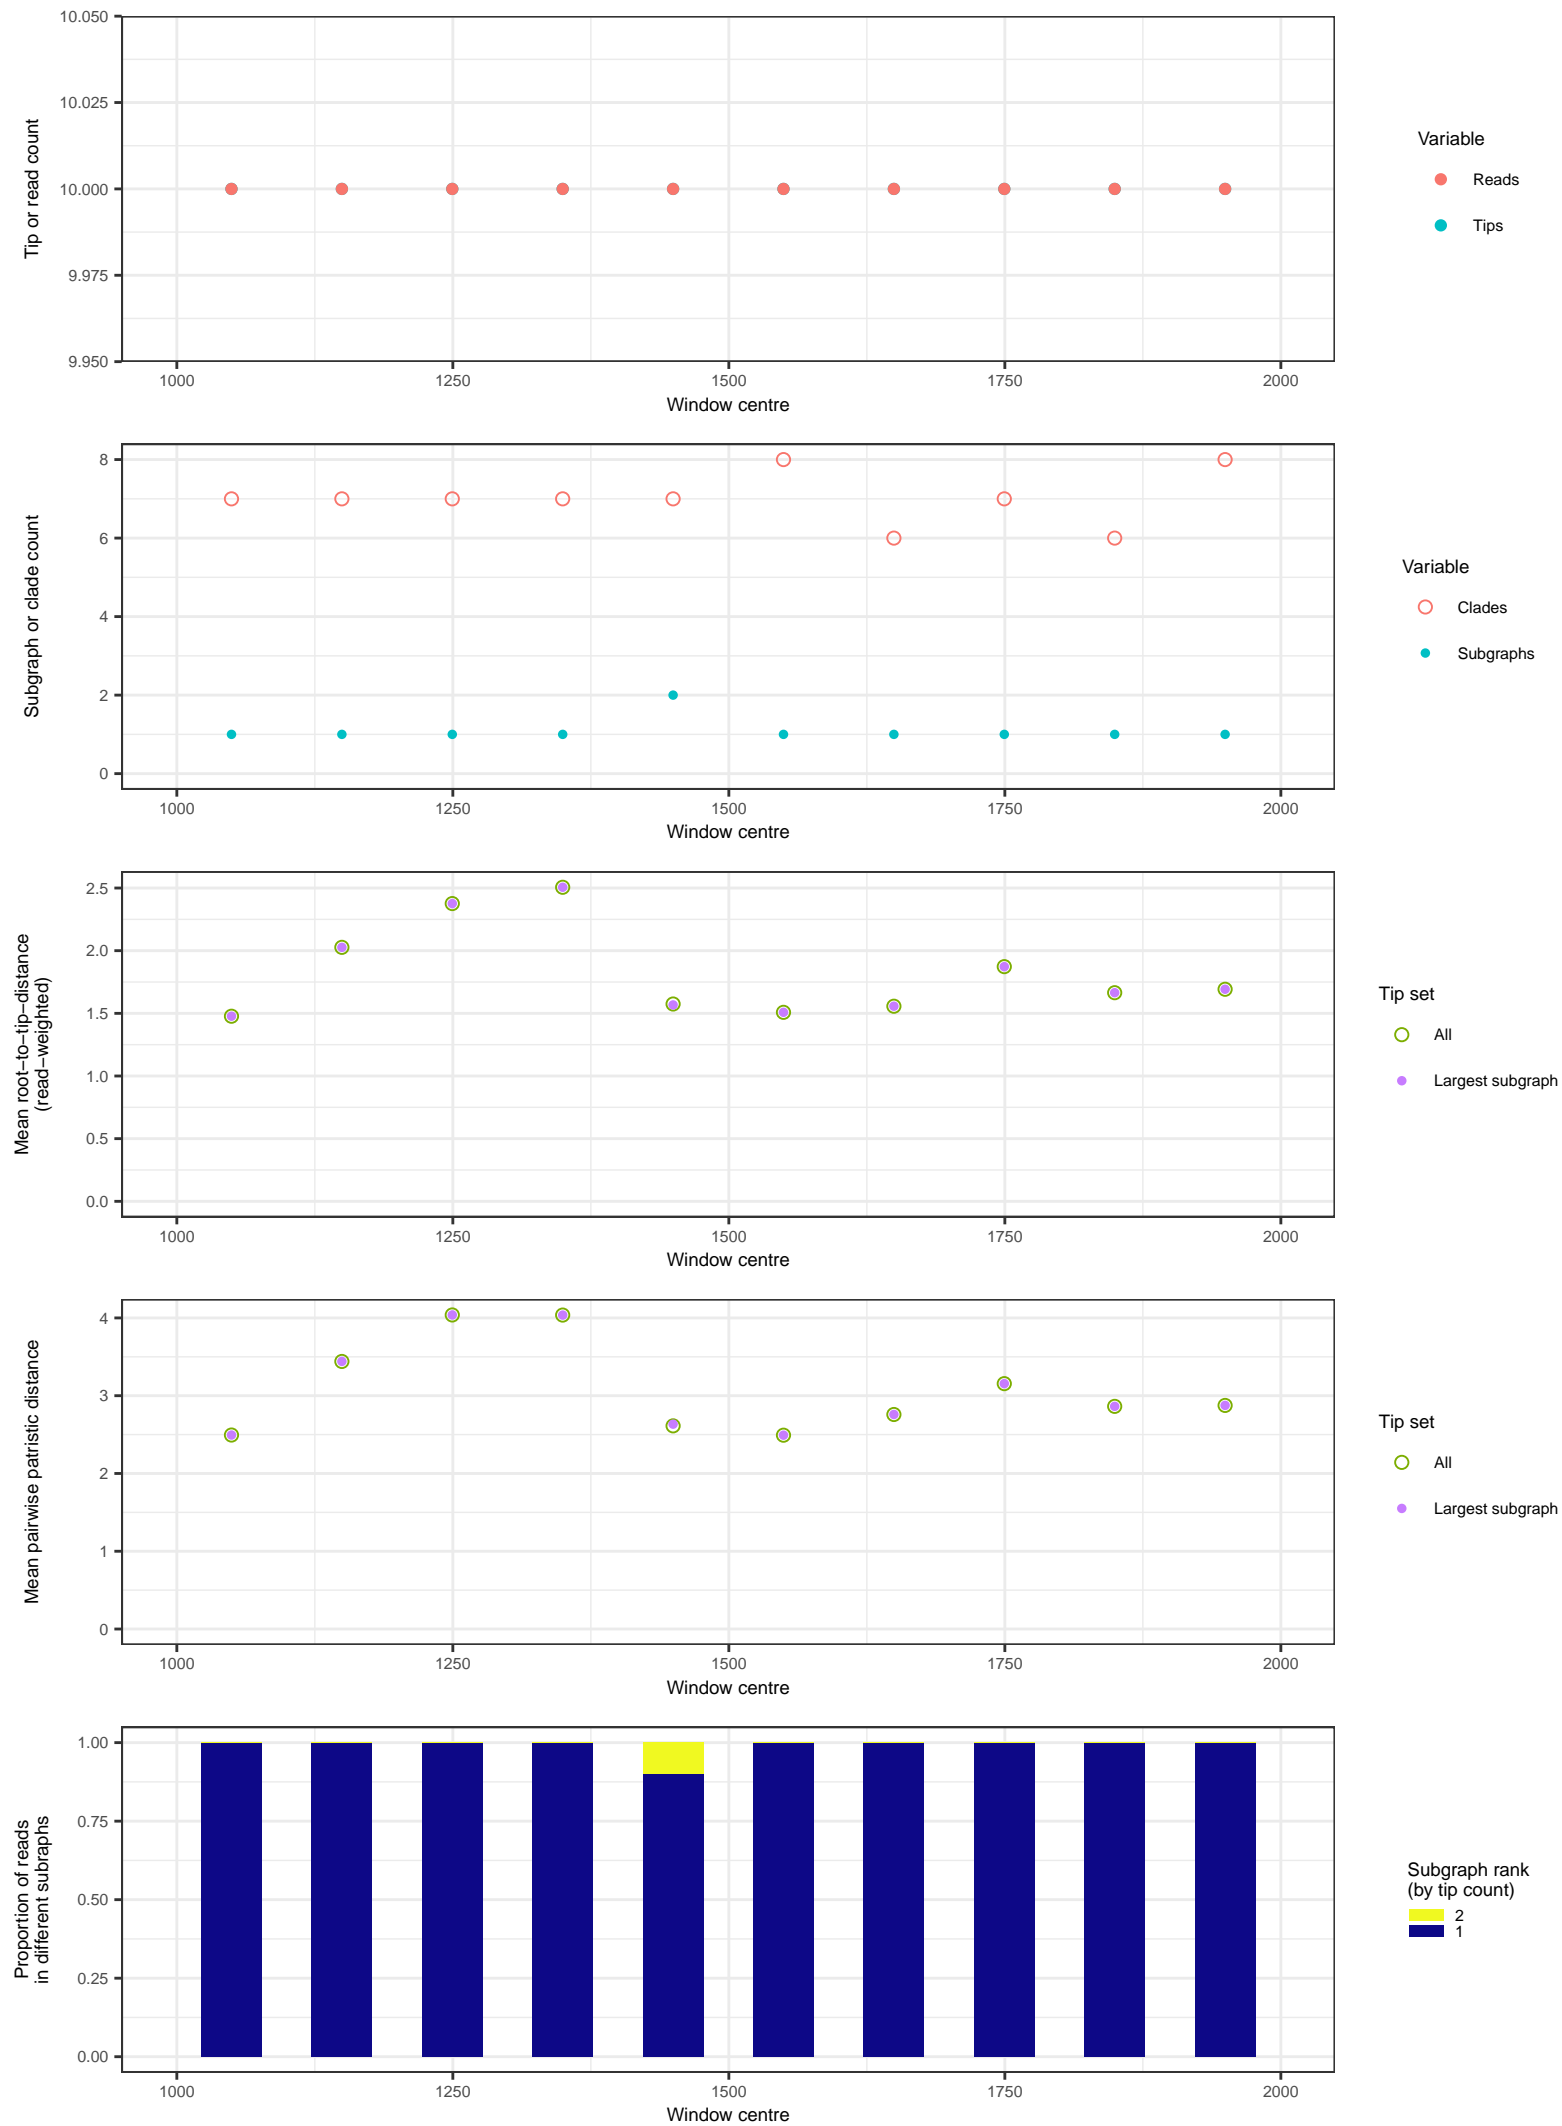 10.050
10.025
10.000
9.975
9.950
Tip or read count
1000 1250 1500 1750 2000
Window centre
Variable
Reads
Tips
8
6
4
2
0
Subgraph or clade count
1000 1250 1500 1750 2000
Window centre
Variable
Clades
Subgraphs
2.5
2.0
1.5
1.0
0.5
0.0
Mean root−to−tip−distance
(read−weighted)
1000 1250 1500 1750 2000
Window centre
Tip set
All
Largest subgraph
4
3
2
1
0
Mean pairwise patristic distance
1000 1250 1500 1750 2000
Window centre
Tip set
All
Largest subgraph
1.00
0.75
0.50
0.25
0.00
Proportion of reads
in different subraphs
1000 1250 1500 1750 2000
Window centre
Subgraph rank
(by tip count)
2
1